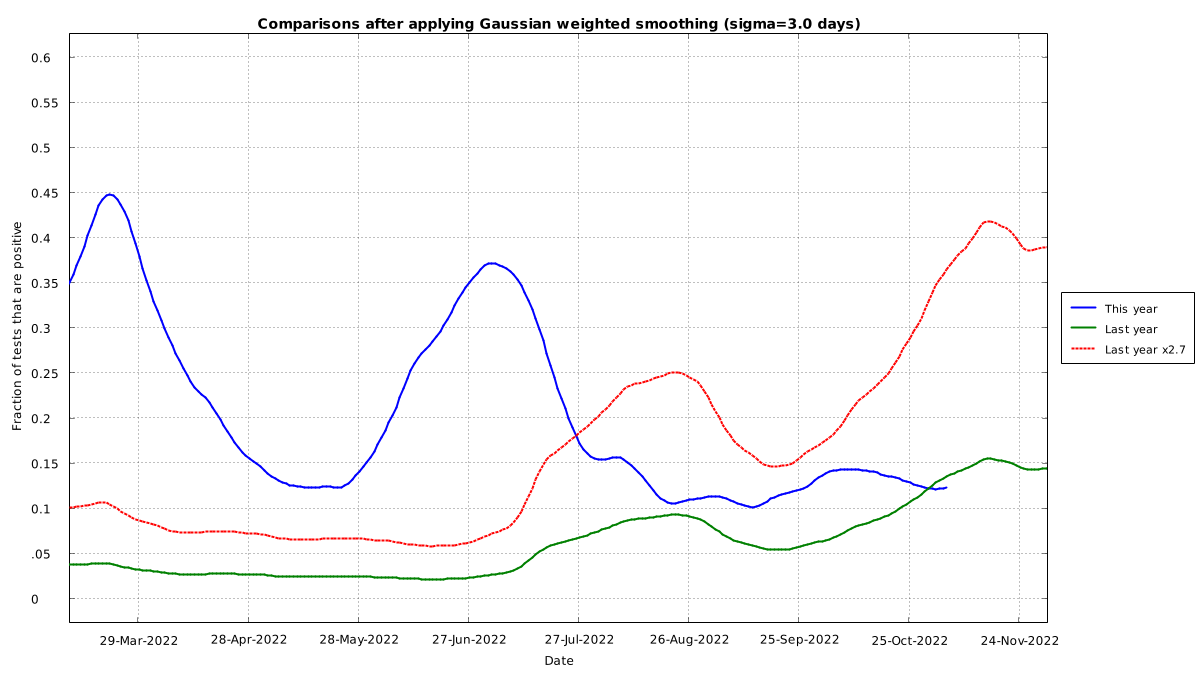 Comparisons after applying Gaussian weighted smoothing (sigma=3.0 days)
Fraction of tests that are positive
0.6
0.55
0.5
0.45
0.4
0.35
0.3
0.25
0.2
0.15
0.1
.05
0
29-Mar-2022
28-Apr-2022
28-May-2022
27-Jun-2022
27-Jul-2022
26-Aug-2022
25-Sep-2022
25-Oct-2022
24-Nov-2022
Date
This year
Last year
Last year x2.7